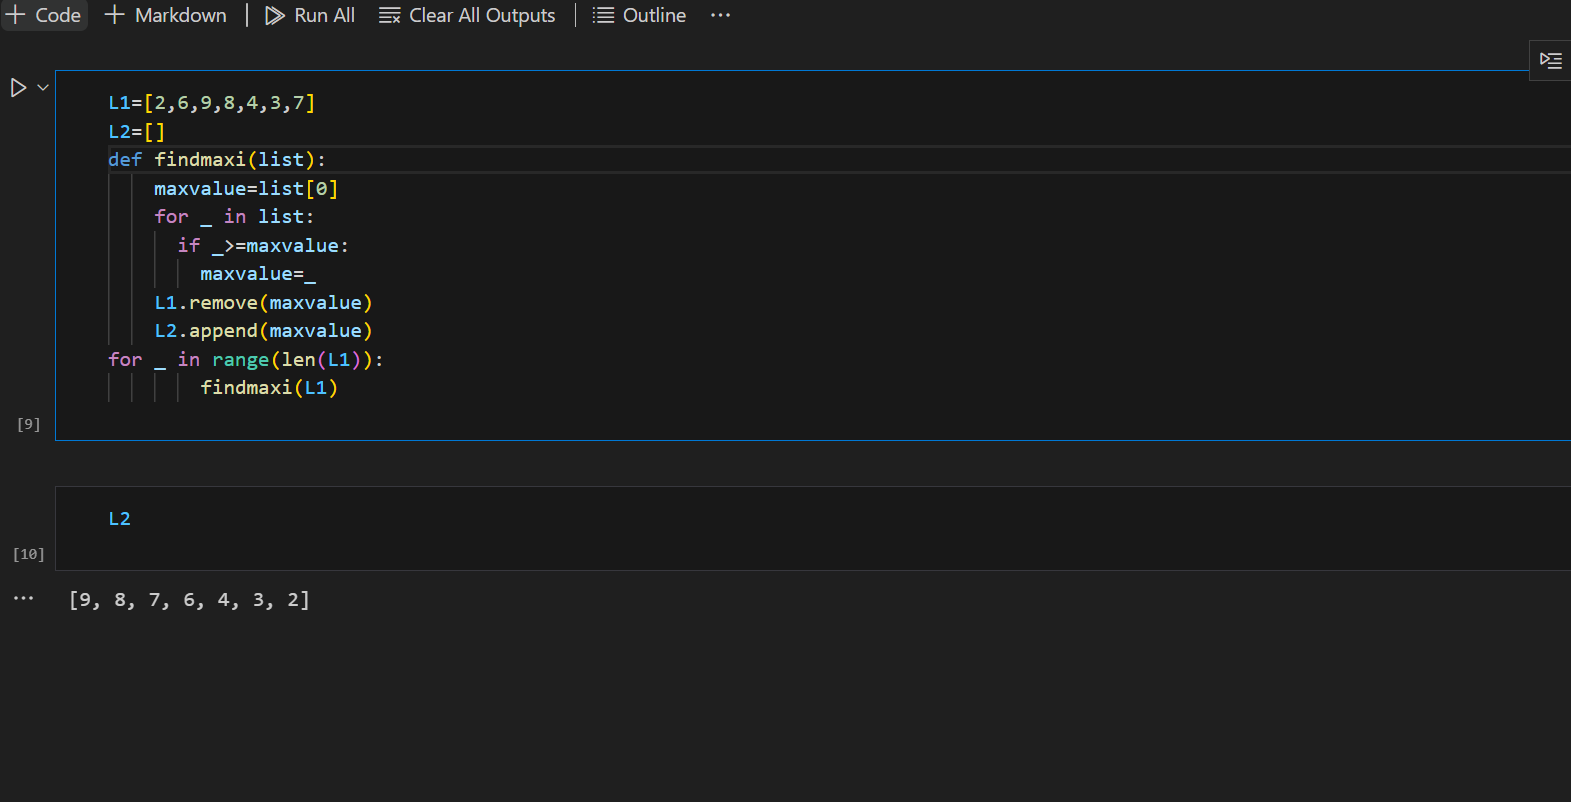 Code Markdown Run All Clear All Outputs Outline ...
L1=[2,6,9,8,4,3,7]
L2=[]
def findmaxi(list):
maxvalue=list[0]
for _ in list:
if _>=maxvalue:
maxvalue=_
L1.remove(maxvalue)
L2.append(maxvalue)
for _ in range(len(L1)):
findmaxi(L1)
[9]
L2
[10]
... [9, 8, 7, 6, 4, 3, 2]